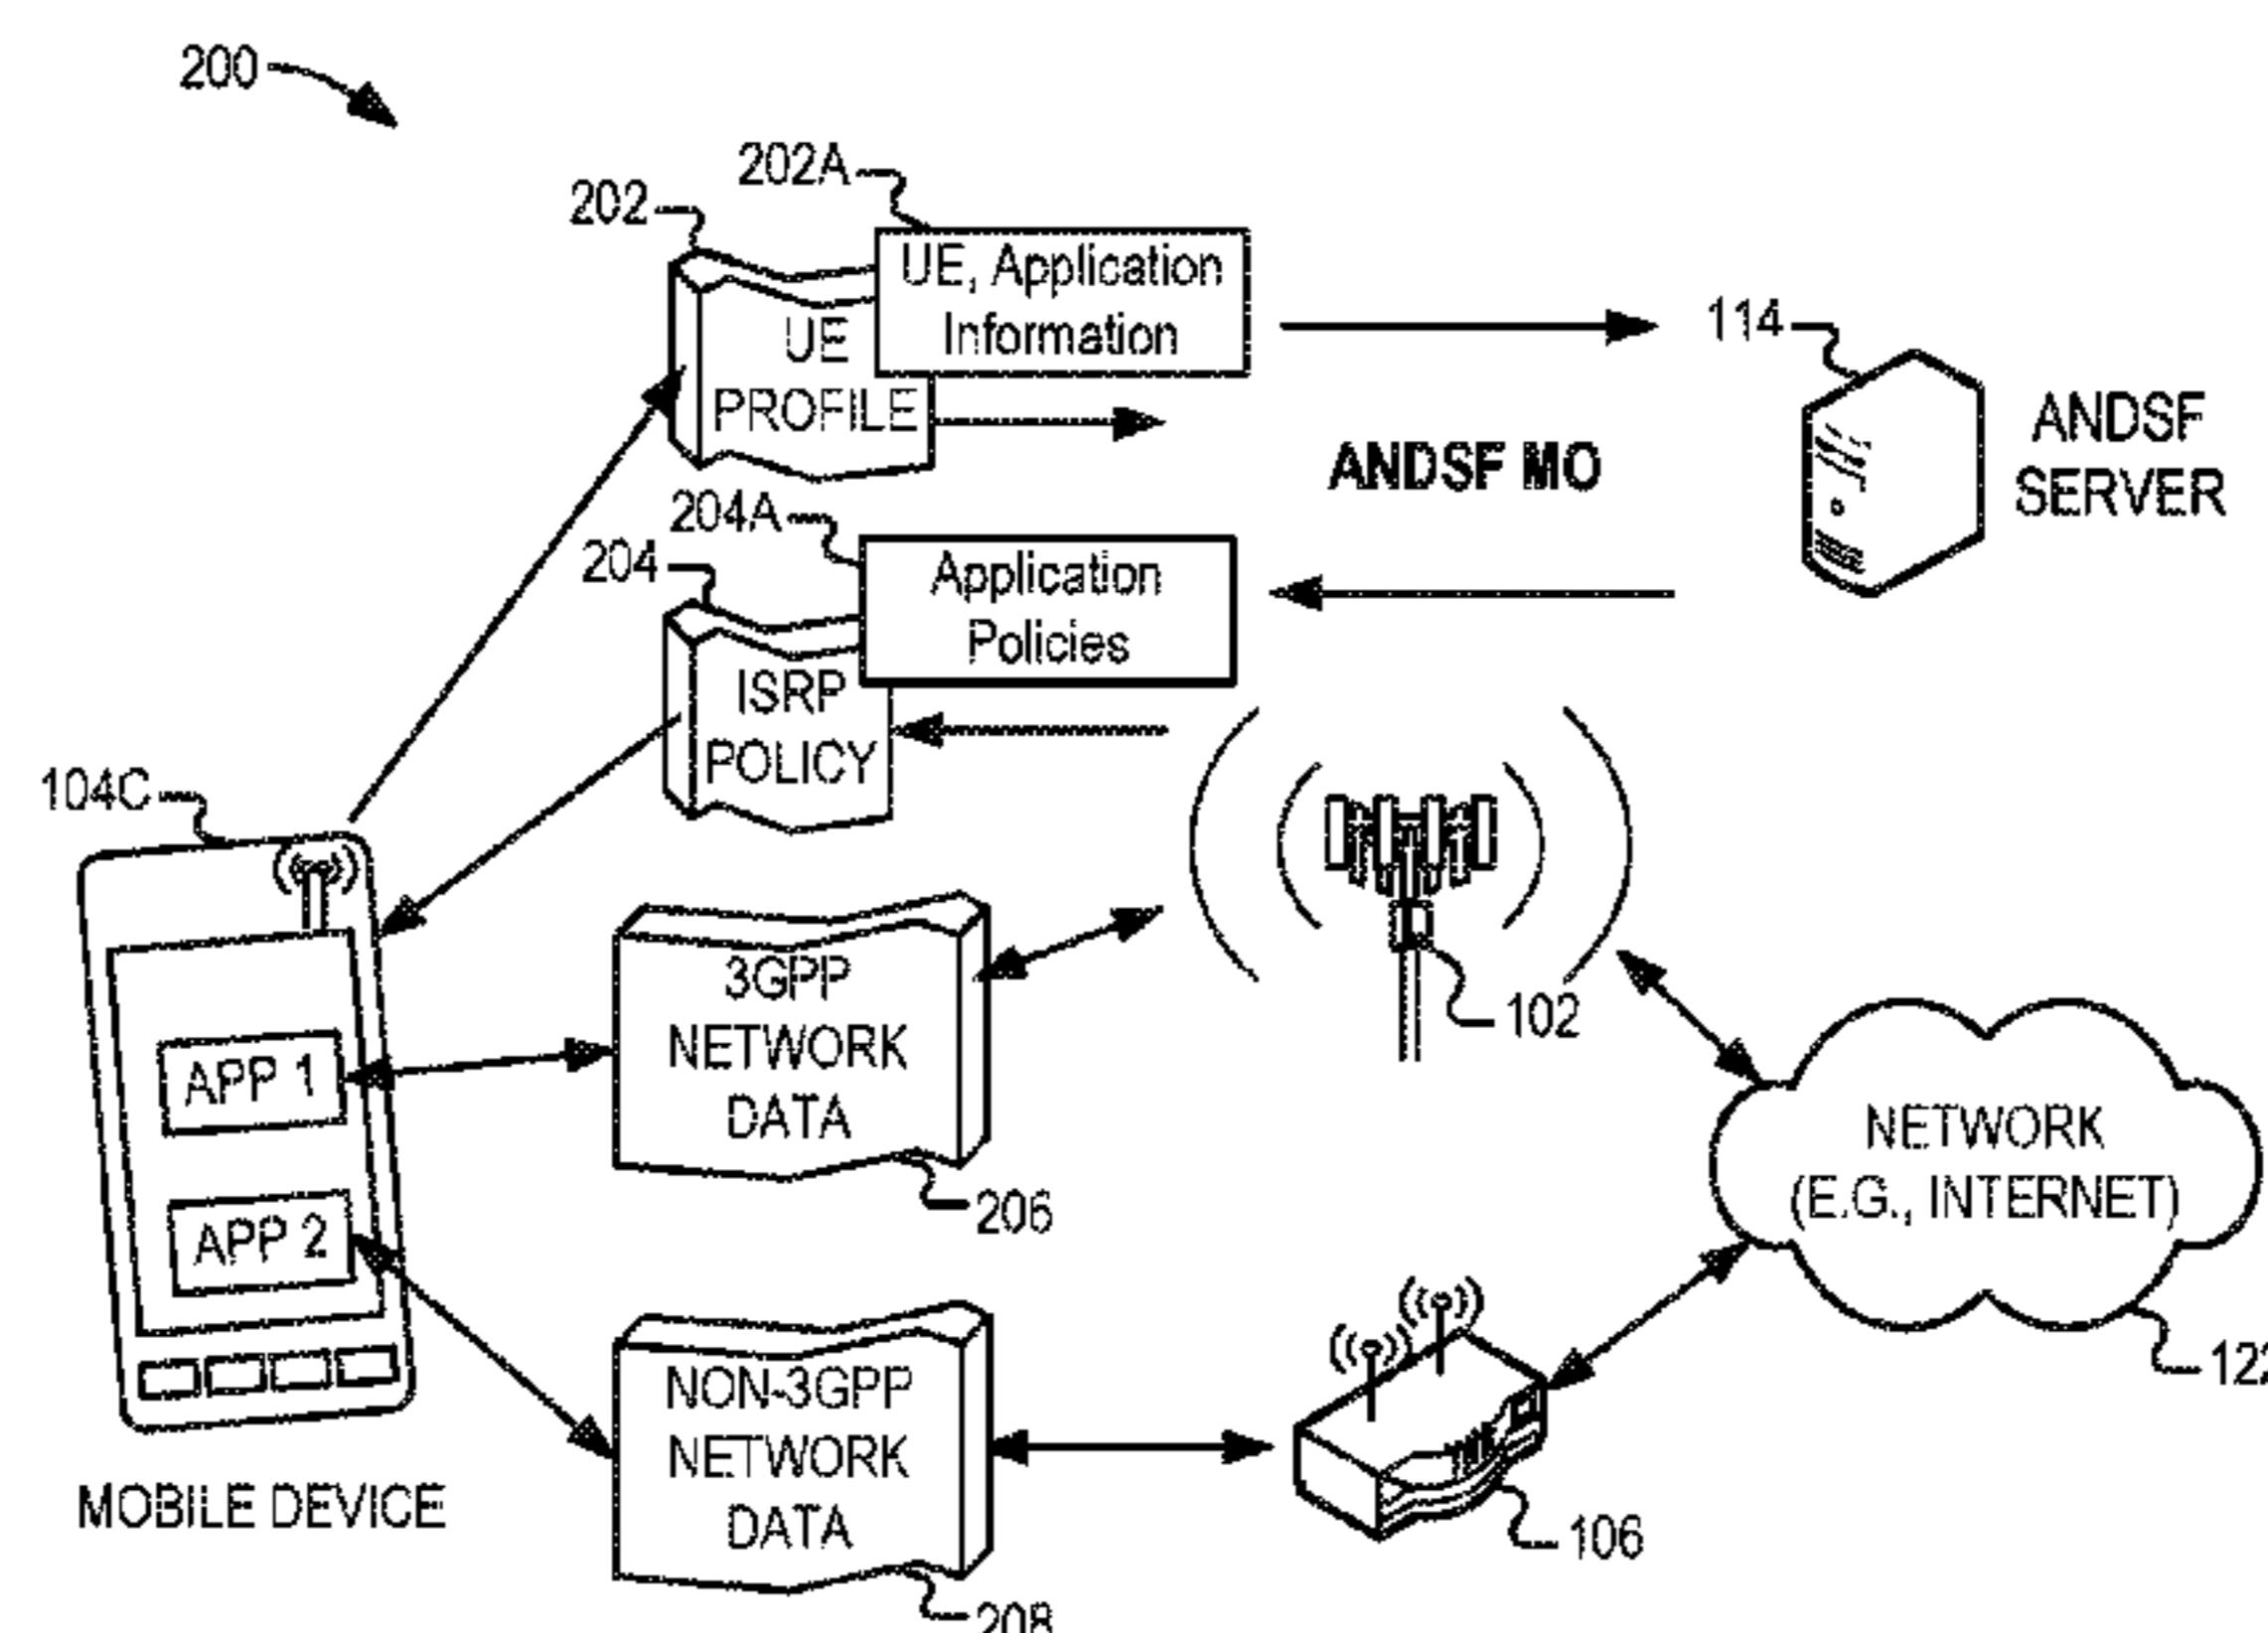 200
202A
202
UE, Application
Information
UE
PROFILE
114
ANDSF
SERVER
ANDSF MO
204A
204
Application
Policies
ISRP
POLICY
104C
3GPP
NETWORK
DATA
102
APP 1
NETWORK
(E.G., INTERNET)
206
APP 2
NON-3GPP
NETWORK
DATA
122
MOBILE DEVICE
106
208